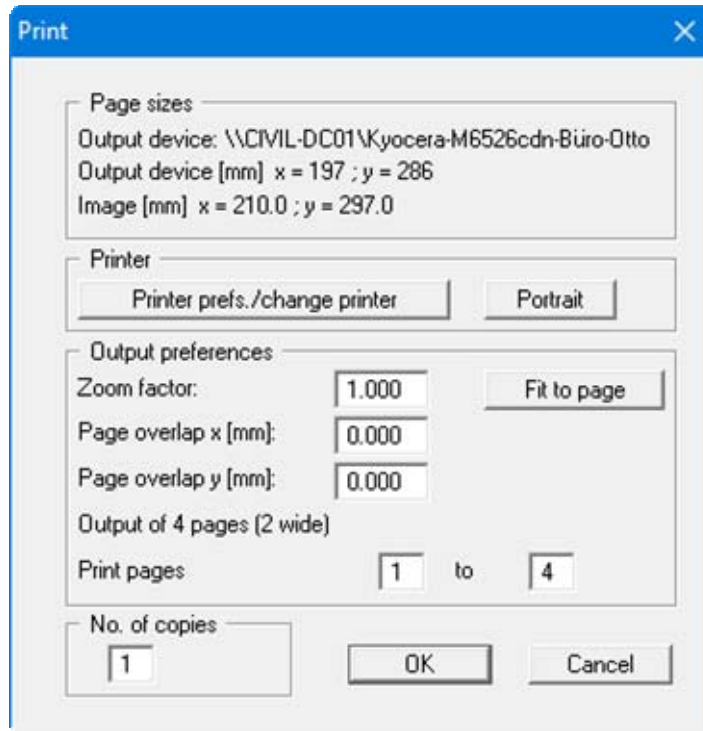 Print
Page sizes
Output device: \\CIVIL-DC01\Kyocera-M6526cdn-Büro-Otto
Output device [mm] x = 197 ; y = 286
Image [mm] x = 210.0 ; y = 297.0
Printer
Printer prefs./change printer Portrait
Output preferences
Zoom factor: 1.000 Fit to page
Page overlap x [mm]: 0.000
Page overlap y [mm]: 0.000
Output of 4 pages (2 wide)
Print pages 1 to 4
No. of copies
1 OK Cancel